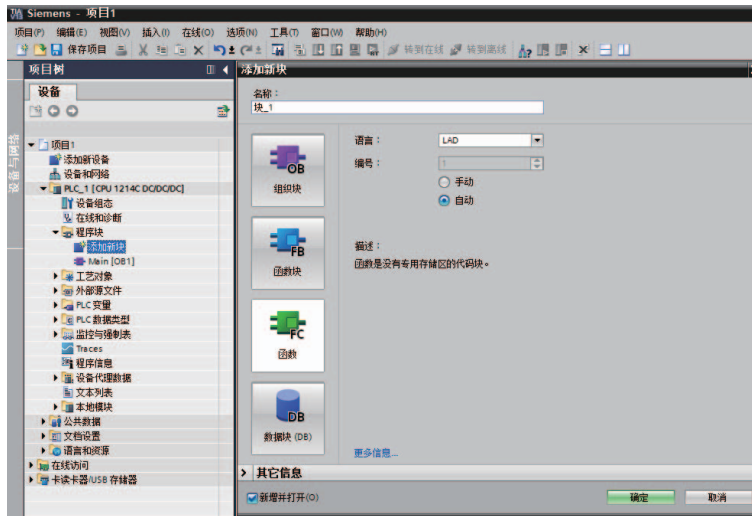 Siemens - 项目1
项目(P) 编辑(E) 视图(V) 插入(I) 在线(O) 选项(N) 工具(T) 窗口(W) 帮助(H)
保存项目 转到在线 转到离线
项目树
设备
设备与网络
项目1
添加新设备
设备和网络
PLC_1 [CPU 1214C DC/DC/DC]
设备组态
在线和诊断
程序块
添加新块
Main [OB1]
工艺对象
外部源文件
PLC 变量
PLC 数据类型
监控与强制表
Traces
程序信息
设备代理数据
文本列表
本地模块
公共数据
文档设置
语言和资源
在线访问
卡读卡器/USB 存储器
添加新块
名称：
块_1
OB
组织块
FB
函数块
FC
函数
DB
数据块 (DB)
语言： LAD
编号： 1
手动
自动
描述：
函数是没有专用存储区的代码块。
更多信息...
其它信息
新增并打开(O)
确定 取消